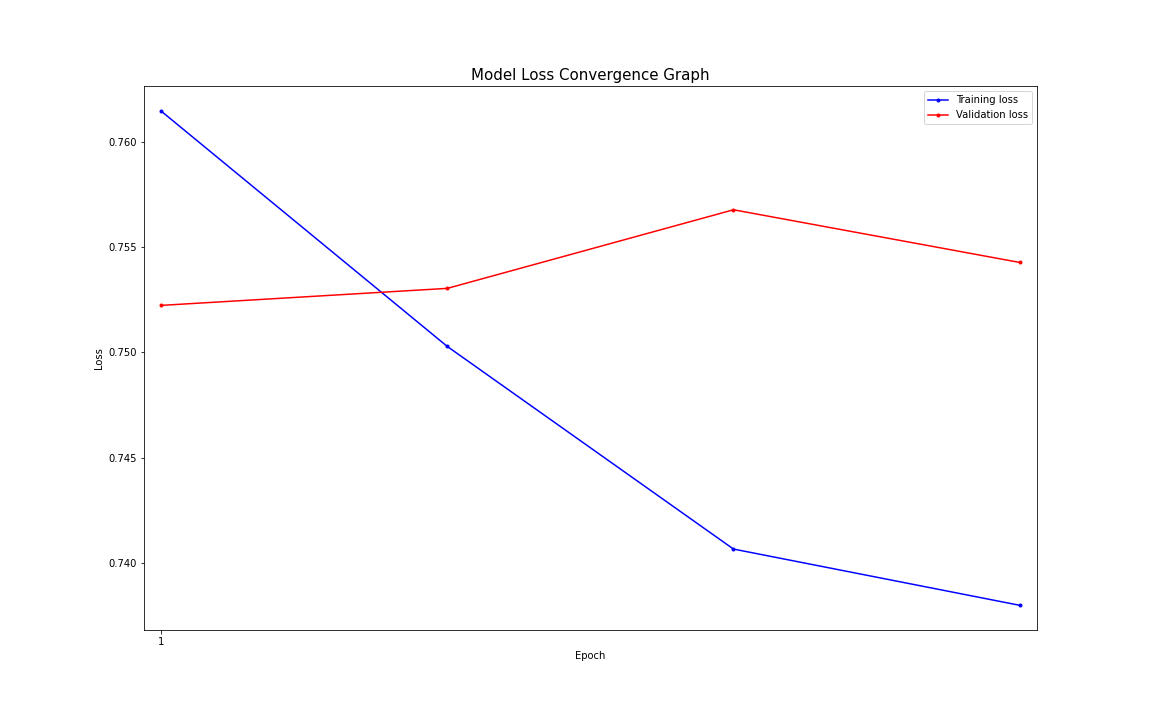 Model Loss Convergence Graph
Training loss
Validation loss
0.760
0.755
0.750
0.745
0.740
Loss
1
Epoch